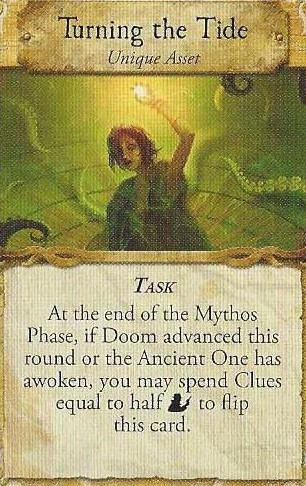 Turning the Tide
Unique Asset
TASK
At the end of the Mythos
Phase, if Doom advanced this
round or the Ancient One has
awoken, you may spend Clues
equal to half to flip
this card.